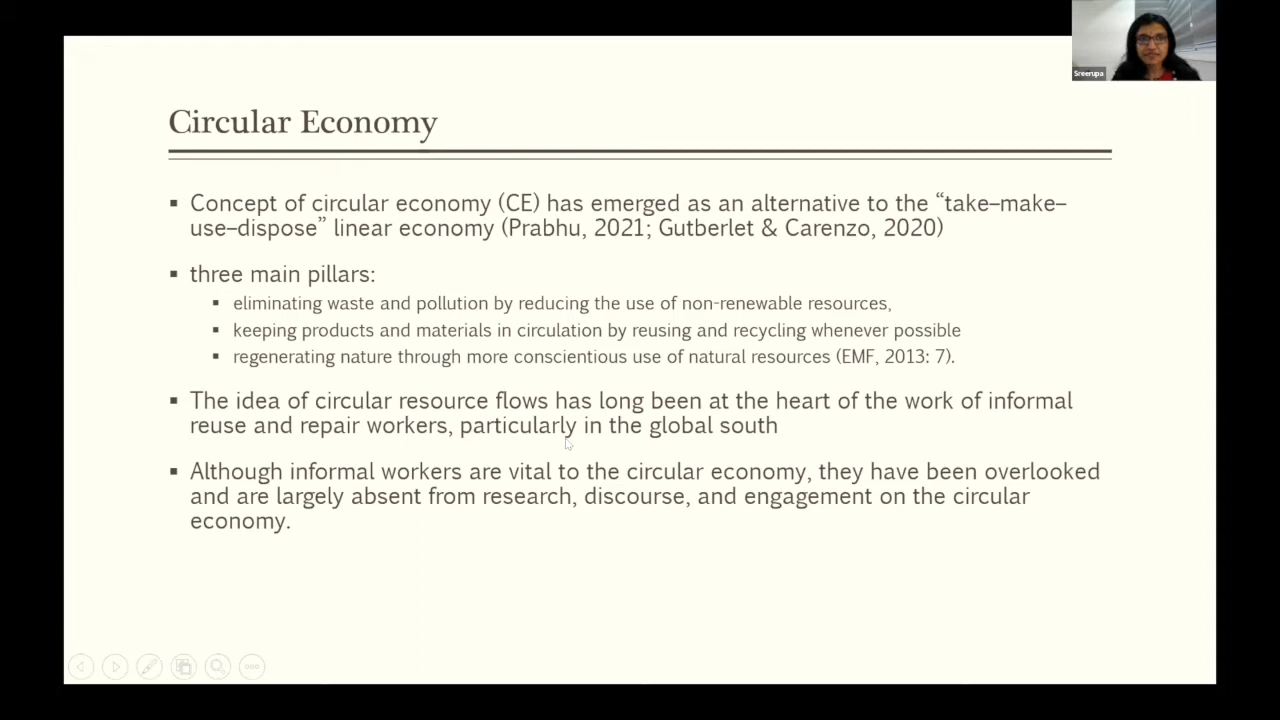 Sreerupa
Circular Economy
▪ Concept of circular economy (CE) has emerged as an alternative to the “take–make–
use–dispose” linear economy (Prabhu, 2021; Gutberlet & Carenzo, 2020)
▪ three main pillars:
▪ eliminating waste and pollution by reducing the use of non-renewable resources,
▪ keeping products and materials in circulation by reusing and recycling whenever possible
▪ regenerating nature through more conscientious use of natural resources (EMF, 2013: 7).
▪ The idea of circular resource flows has long been at the heart of the work of informal
reuse and repair workers, particularly in the global south
▪ Although informal workers are vital to the circular economy, they have been overlooked
and are largely absent from research, discourse, and engagement on the circular
economy.